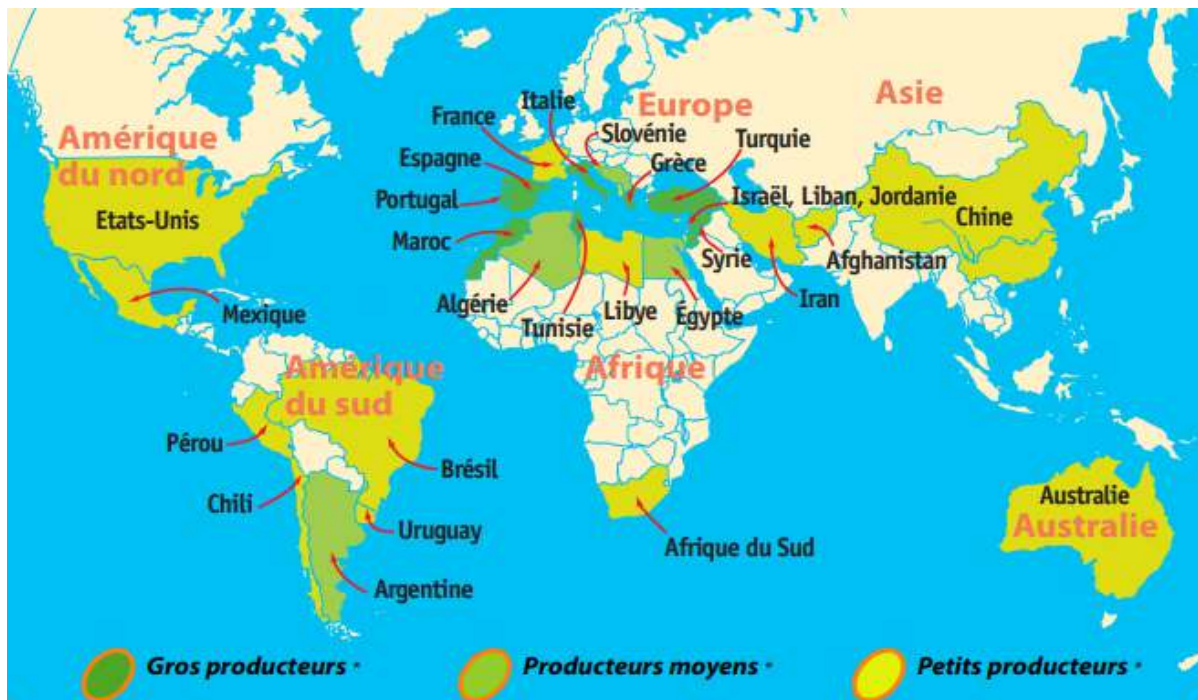 Italie
Europe
Asie
France
Slovénie
Amérique
du nord
Espagne
Grèce
Turquie
Portugal
Israël, Liban, Jordanie
Etats-Unis
Chine
Maroc
Syrie
Afghanistan
Algérie
Tunisie
Libye
Égypte
Iran
Mexique
Amérique
du sud
Afrique
Pérou
Brésil
Chili
Uruguay
Afrique du Sud
Australie
Australie
Argentine
Gros producteurs *
Producteurs moyens *
Petits producteurs *